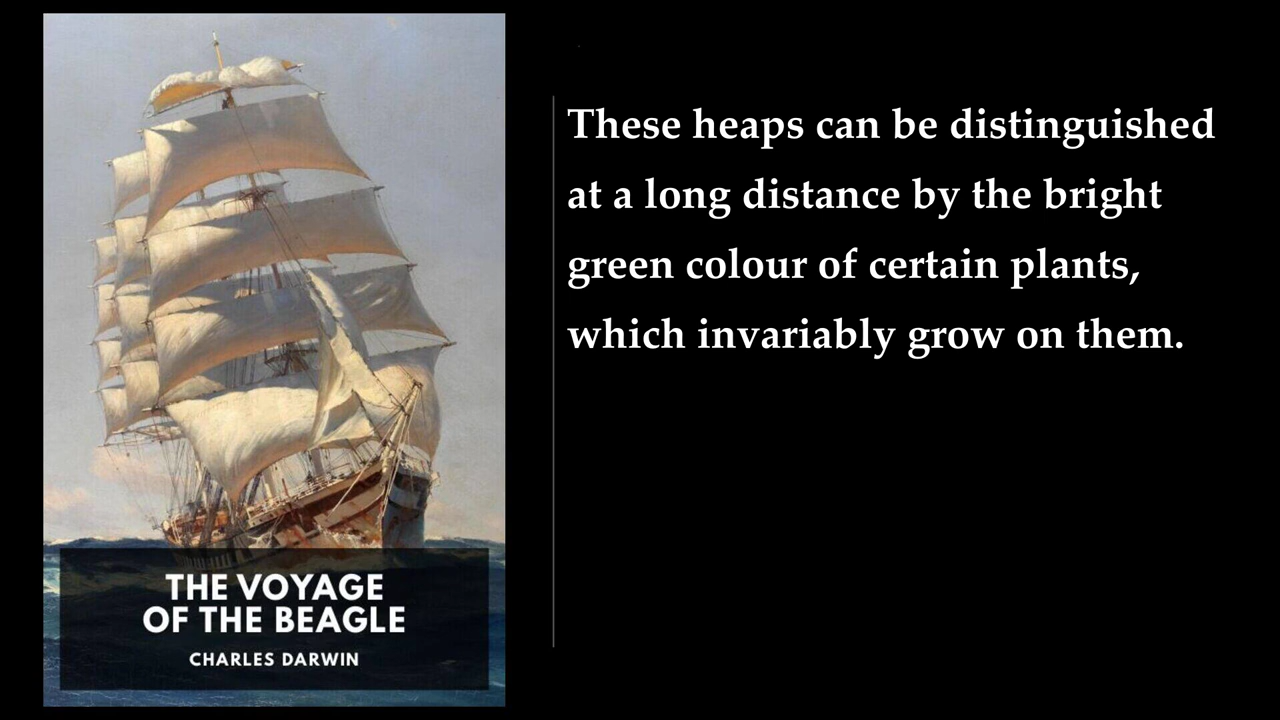 These heaps can be distinguished
at a long distance by the bright
green colour of certain plants,
which invariably grow on them.
THE VOYAGE
OF THE BEAGLE
CHARLES DARWIN